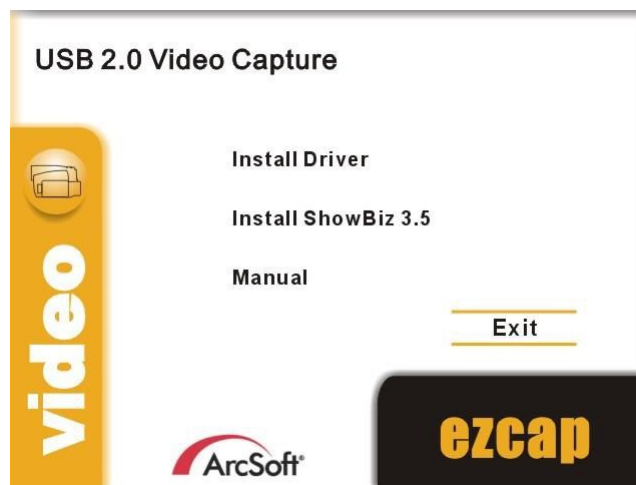 USB 2.0 Video Capture
Install Driver
Install ShowBiz 3.5
Manual
Exit
video
ArcSoft®
ezcap